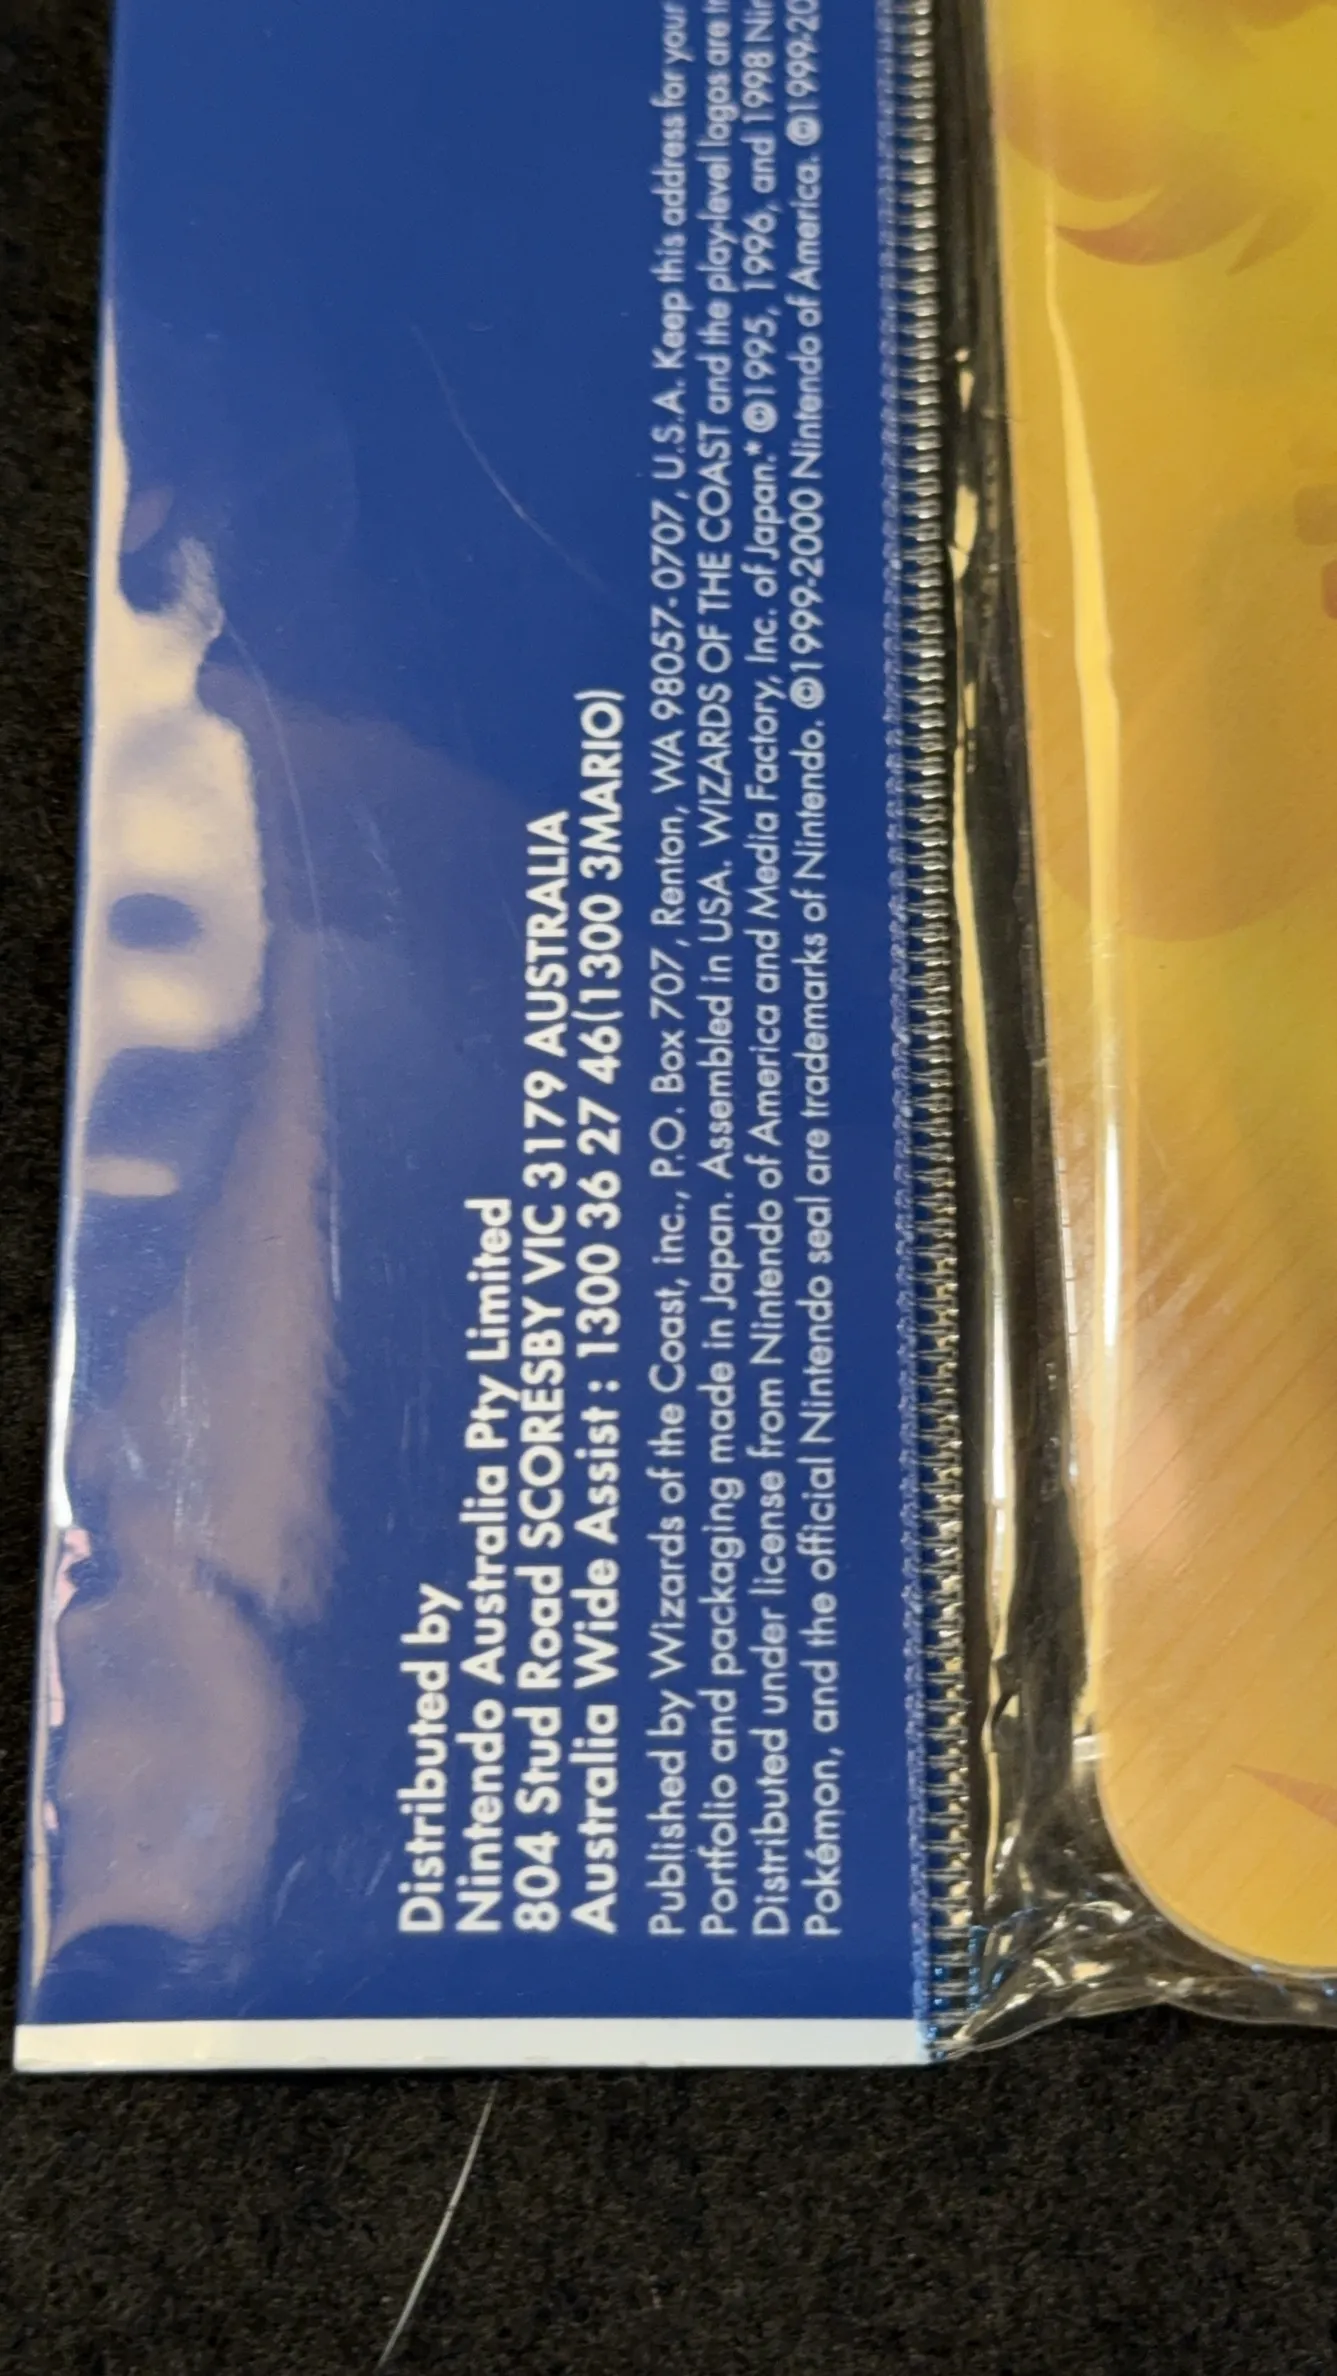 Distributed by
Nintendo Australia Pty Limited
804 Stud Road SCORESBY VIC 3179 AUSTRALIA
Australia Wide Assist : 1300 36 27 46(1300 3MARIO)
Published by Wizards of the Coast, inc., P.O. Box 707, Renton, WA 98057-0707, U.S.A. Keep this address for your
Portfolio and packaging made in Japan. Assembled in USA. WIZARDS OF THE COAST and the play-level logos are
Distributed under license from Nintendo of America and Media Factory, Inc. of Japan.* ©1995, 1996, and 1998
Pokémon, and the official Nintendo seal are trademarks of Nintendo. ©1999-2000 Nintendo of America.